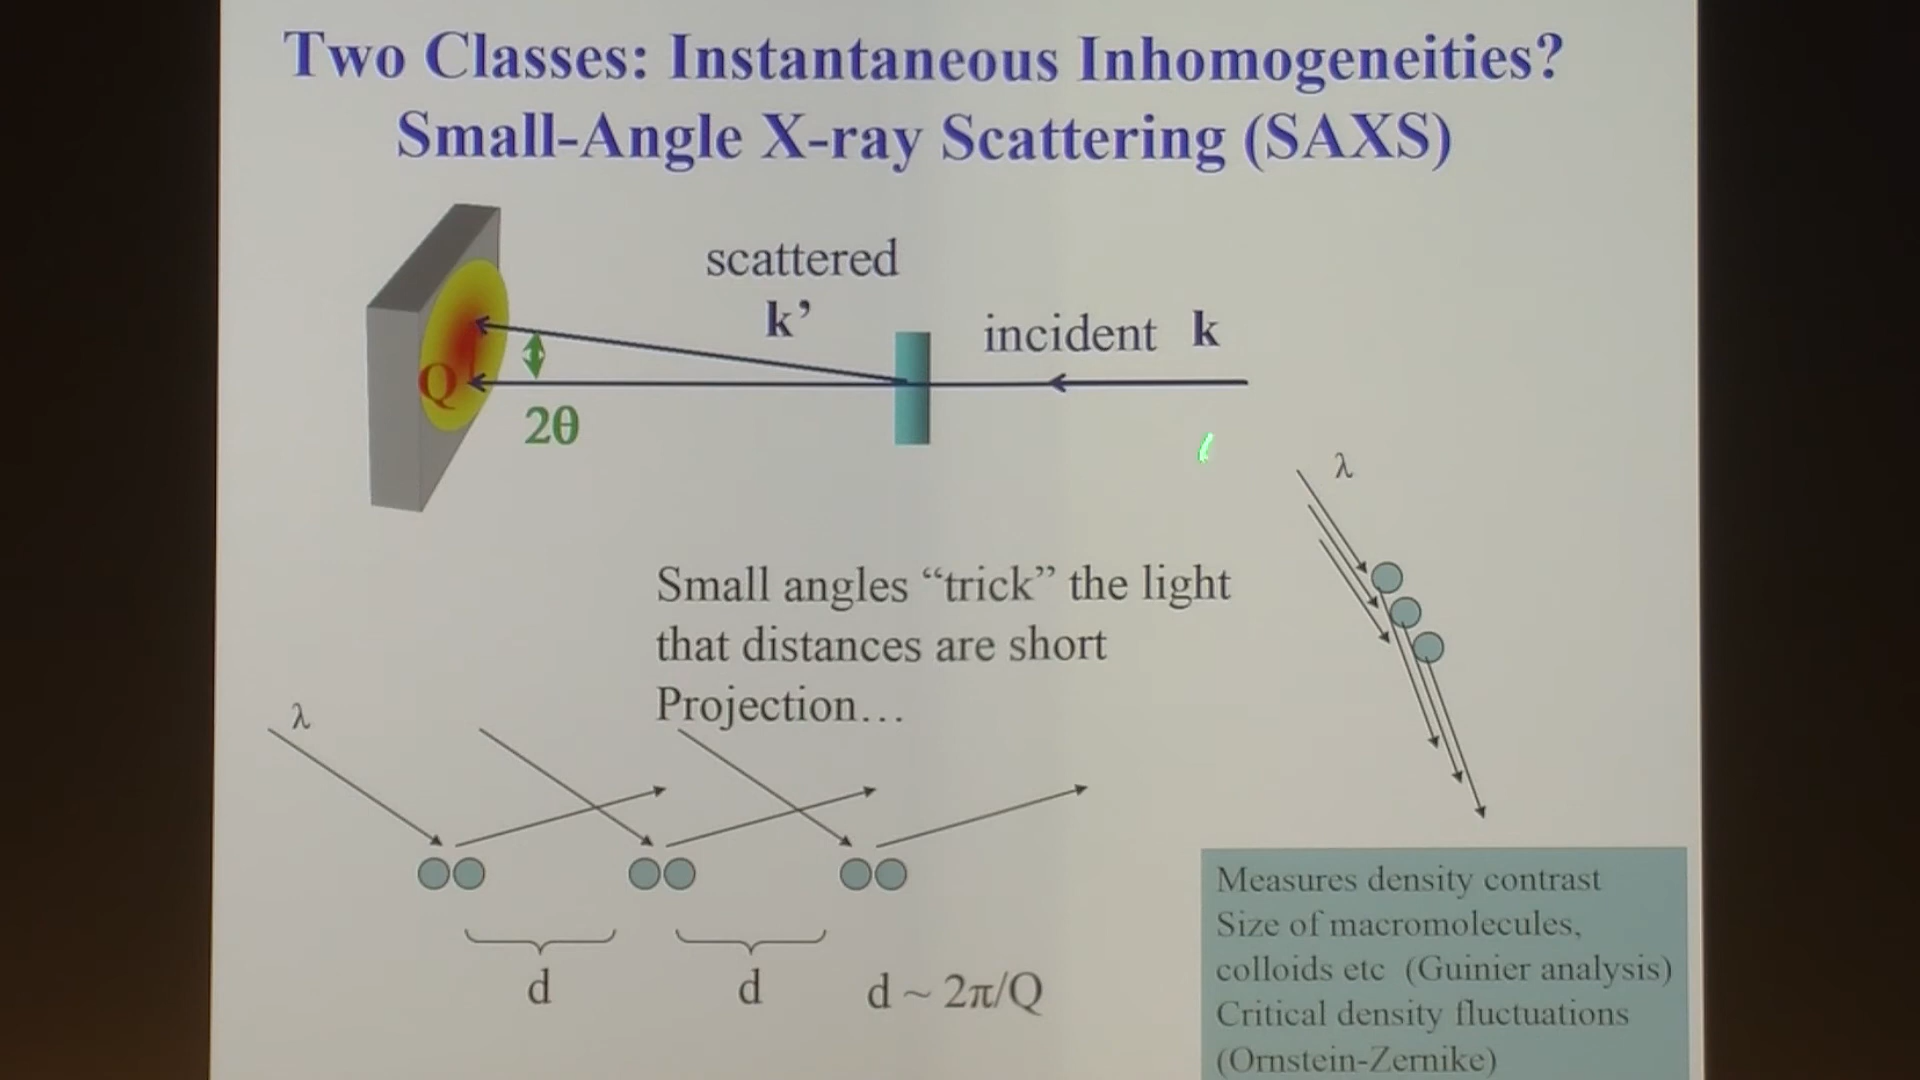 Two Classes: Instantaneous Inhomogeneities?
Small-Angle X-ray Scattering (SAXS)
scattered
k’
incident k
Q
2θ
λ
Small angles “trick” the light
that distances are short
Projection…
λ
d
d
d ~ 2π/Q
Measures density contrast
Size of macromolecules,
colloids etc (Guinier analysis)
Critical density fluctuations
(Ornstein-Zernike)